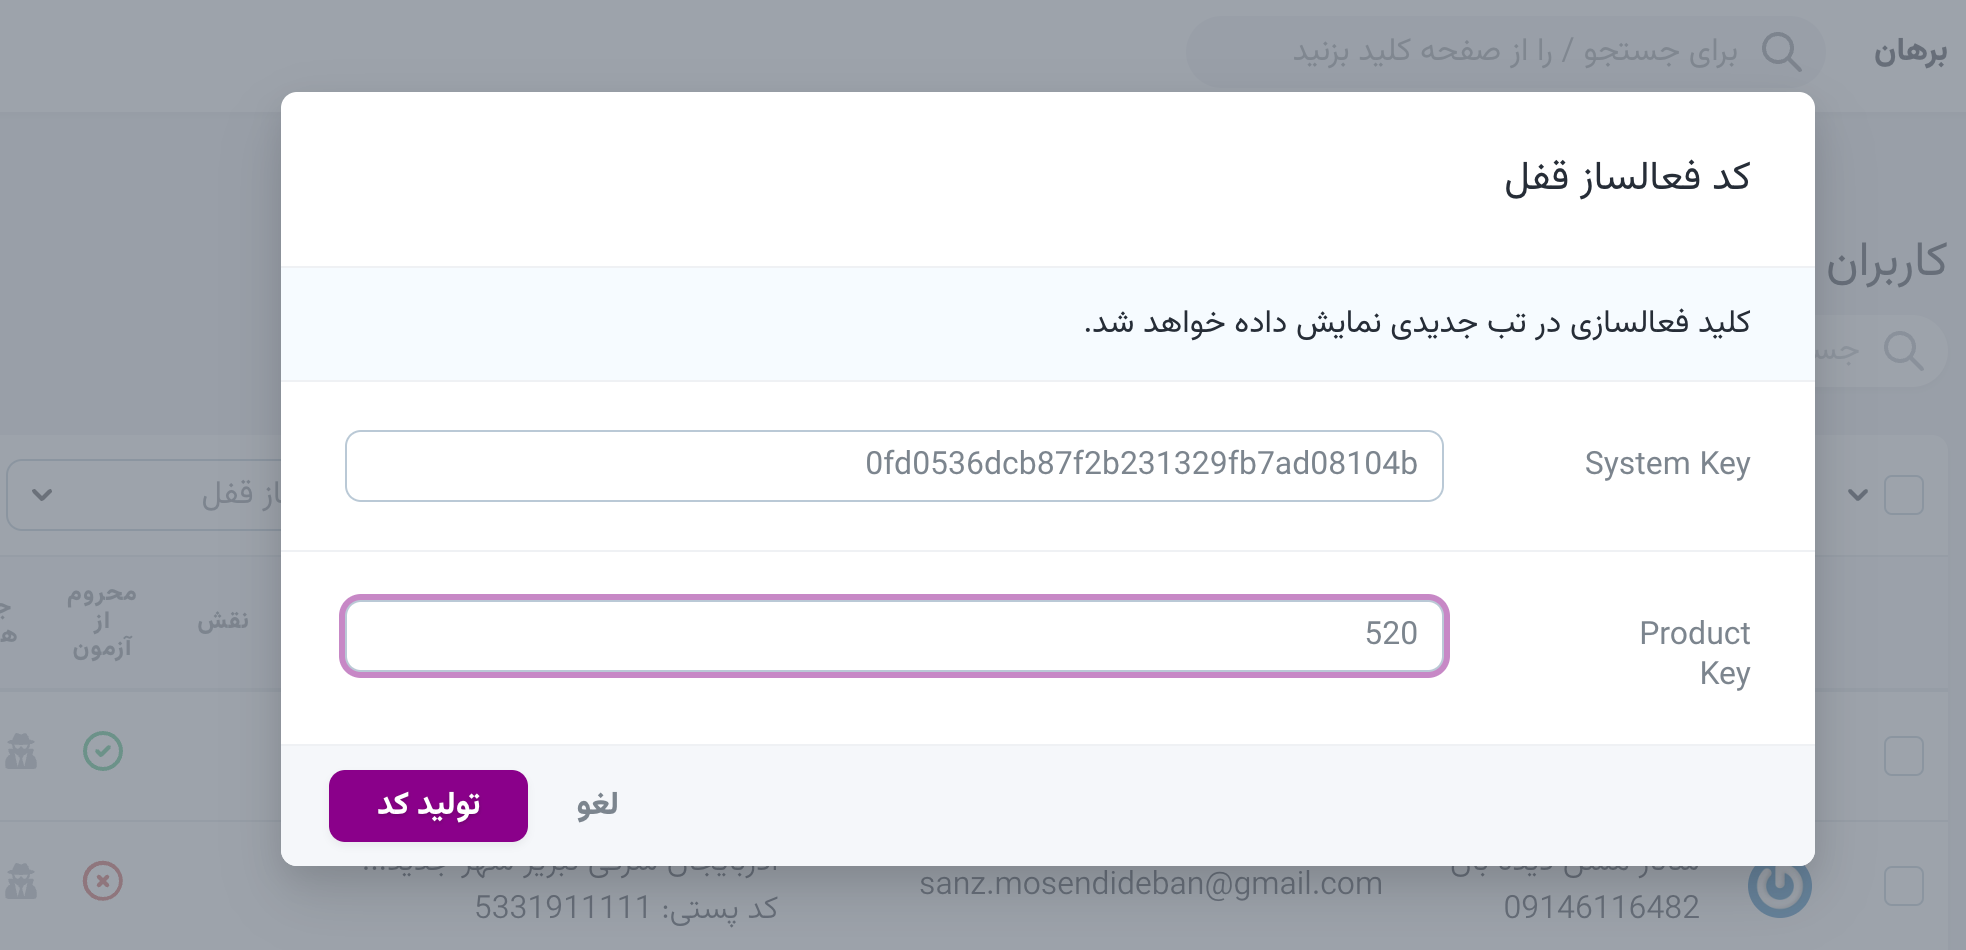 برهان
برای جستجو / را از صفحه کلید بزنید
کد فعالساز قفل
کاربران
کلید فعالسازی در تب جدیدی نمایش داده خواهد شد.
System Key
0fd0536dcb87f2b231329fb7ad08104b
قفل
نقش
محروم
از
آزمون
Product
Key
520
لغو
تولید کد
sanz.mosendideban@gmail.com
09146116482
کد پستی: 5331911111